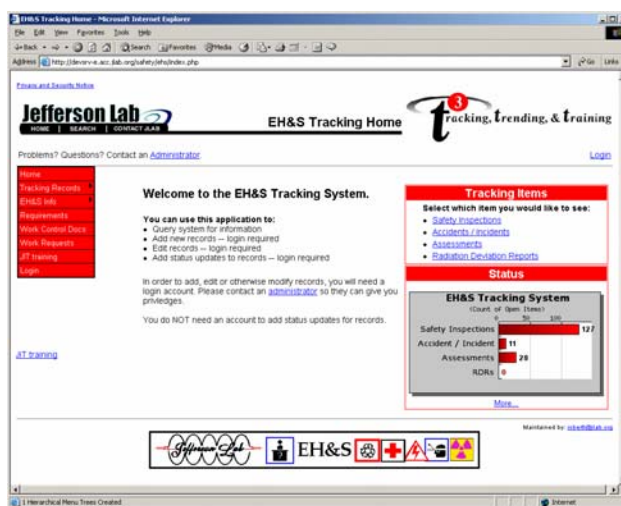 EH&S Tracking Home - Microsoft Internet Explorer
File Edit View Favorites Tools Help
Back Search Favorites Media
Address http://devorv-e.acc.jlab.org/safety/ehs/index.php Go Links
Privacy and Security Notice
Jefferson Lab
HOME | SEARCH | CONTACT JLAB
EH&S Tracking Home
t3racking, trending, & training
Problems? Questions? Contact an Administrator.
Login
Home
Tracking Records
EH&S Info
Requirements
Work Control Docs
Work Requests
JIT training
Login
JIT training
Welcome to the EH&S Tracking System.
You can use this application to:
• Query system for information
• Add new records -- login required
• Edit records -- login required
• Add status updates to records -- login required
In order to add, edit or otherwise modify records, you will need a
login account. Please contact an administrator so they can give you
priviledges.
You do NOT need an account to add status updates for records.
Tracking Items
Select which item you would like to see:
• Safety Inspections
• Accidents / Incidents
• Assessments
• Radiation Deviation Reports
Status
EH&S Tracking System
(Count of Open Items)
0 50 100
Safety Inspections 127
Accident / Incident 11
Assessments 28
RDRs 0
More...
Maintained by:
Jefferson Lab EH&S
1 Hierarchical Menu Trees Created
Internet